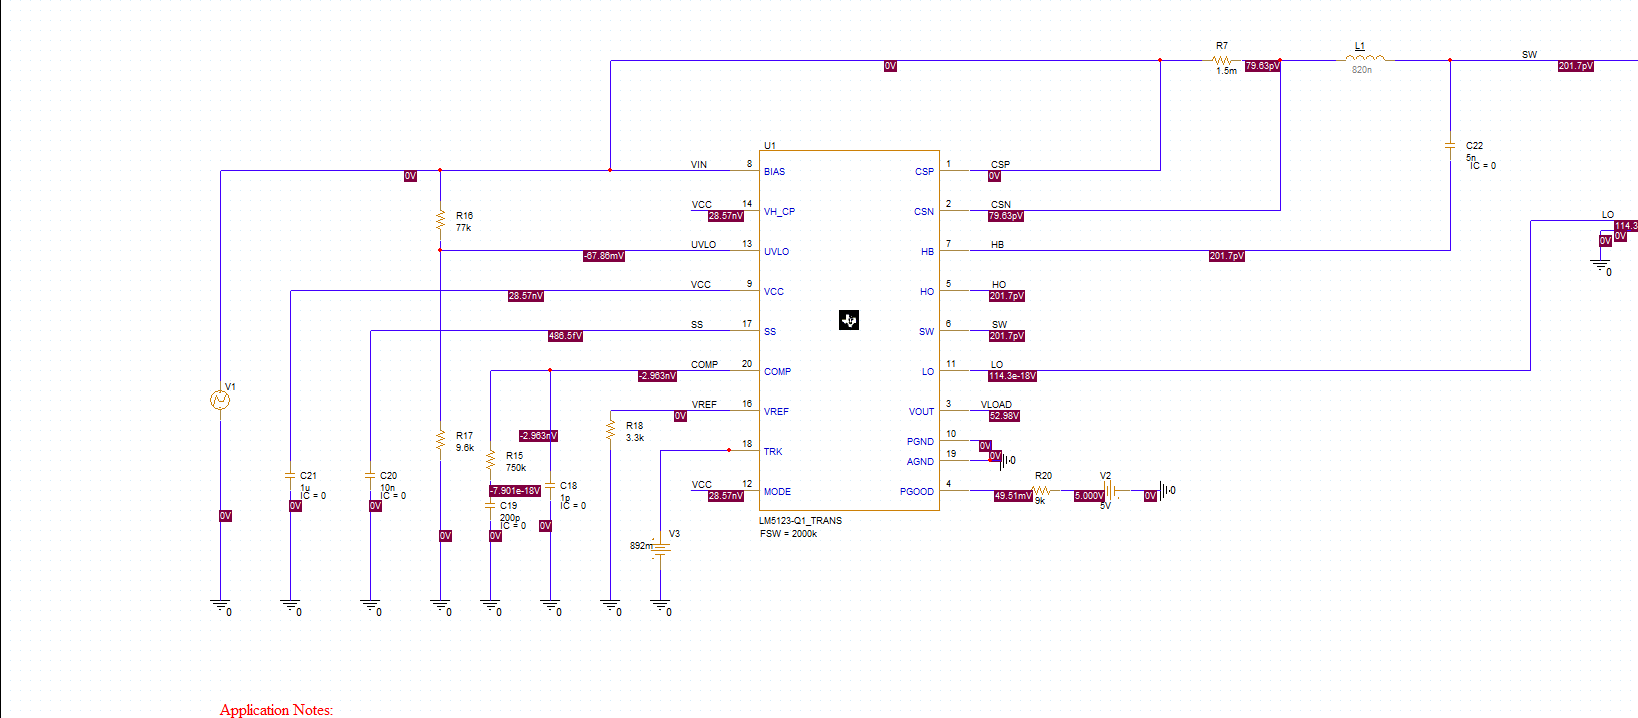 R7
L1
SW
0V
1.5m
79.63pV
820n
201.7pV
U1
C22
5n
IC = 0
VIN
8
BIAS
CSP
1
CSP
0V
0V
VCC
14
VH_CP
28.57nV
CSN
2
CSN
79.63pV
R16
77k
LO
114.3
0V
0V
0
UVLO
13
UVLO
-67.86mV
HB
7
HB
201.7pV
VCC
9
VCC
28.57nV
HO
5
HO
201.7pV
SS
17
SS
486.5fV
SW
6
SW
201.7pV
COMP
20
COMP
-2.963nV
LO
11
LO
114.3e-18V
V1
VREF
16
VREF
0V
VOUT
3
VLOAD
52.98V
R18
3.3k
-2.963nV
R17
9.6k
18
TRK
PGND
10
0V
AGND
19
0V
0
R15
750k
C21
1u
IC = 0
0V
C20
10n
IC = 0
0V
-7.901e-18V
C18
1p
IC = 0
0V
C19
200p
IC = 0
0V
VCC
12
MODE
28.57nV
PGOOD
4
49.51mV
R20
9k
5.000V
V2
5V
0V
0
0V
0V
LM5123-Q1_TRANS
FSW = 2000k
V3
892m
0
0
0
0
0
0
0
0
Application Notes: